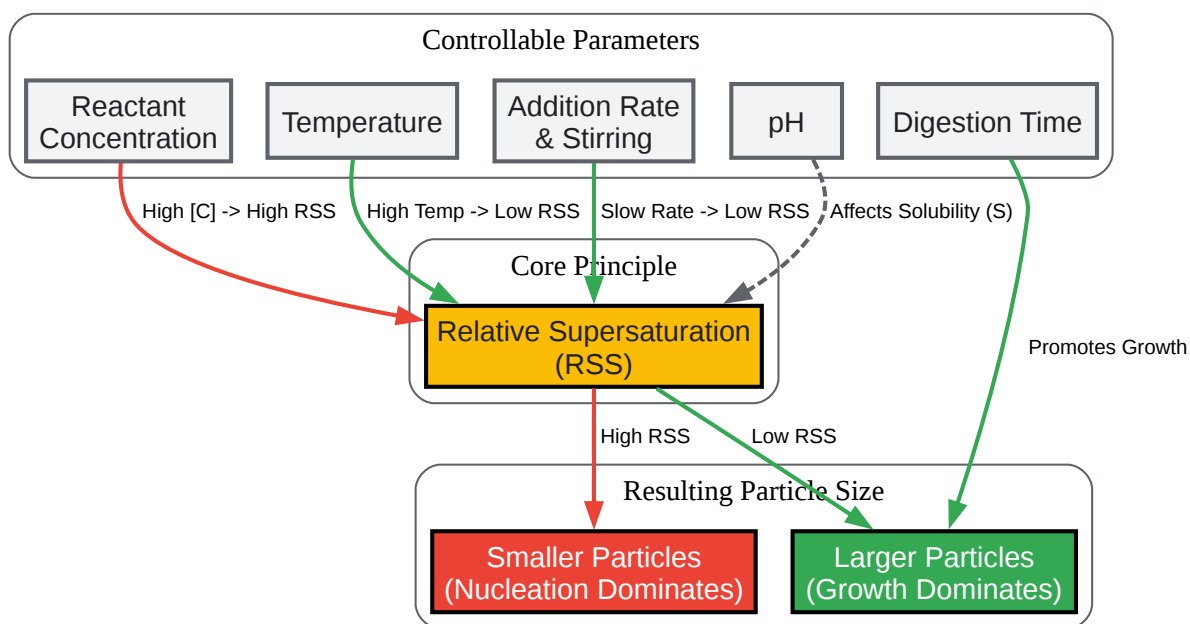 Controllable Parameters
Reactant
Concentration
Temperature
Addition Rate
& Stirring
pH
Digestion Time
High [C] -> High RSS
High Temp -> Low RSS
Slow Rate -> Low RSS
Affects Solubility (S)
Core Principle
Relative Supersaturation
(RSS)
Promotes Growth
High RSS
Low RSS
Resulting Particle Size
Smaller Particles
(Nucleation Dominates)
Larger Particles
(Growth Dominates)